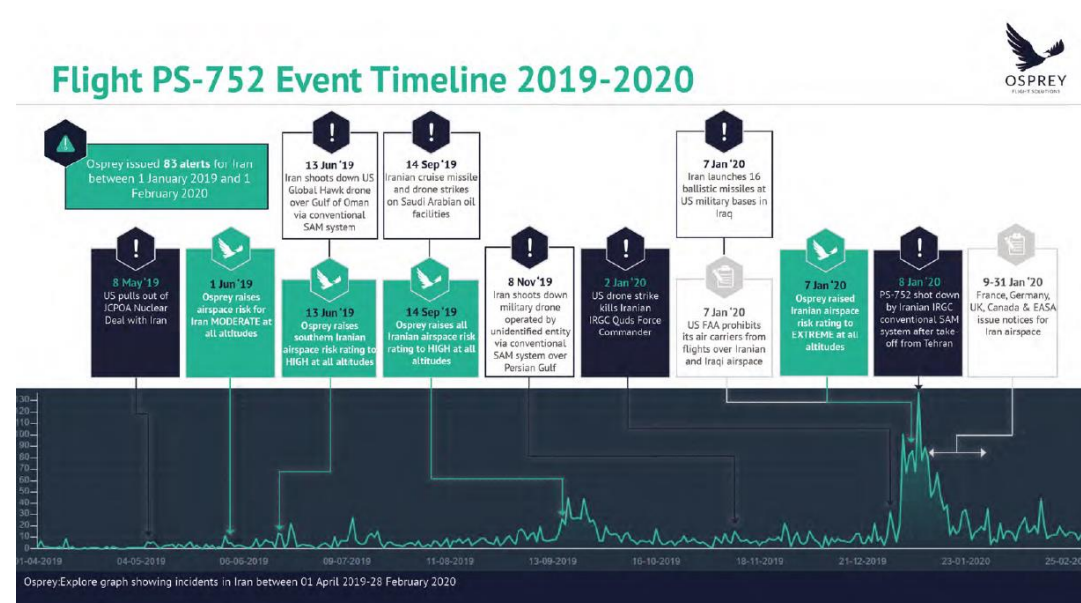 OSPREY
FLIGHT SOLUTIONS
Flight PS-752 Event Timeline 2019-2020
Osprey issued 83 alerts for Iran
between 1 January 2019 and 1
February 2020
13 Jun '19
Iran shoots down US
Global Hawk drone
over Gulf of Oman
via conventional
SAM system
14 Sep '19
Iranian cruise missile
and drone strikes
on Saudi Arabian oil
facilities
7 Jan '20
Iran launches 16
ballistic missiles at
US military bases in
Iraq
8 May '19
US pulls out of
JCPOA Nuclear
Deal with Iran
1 Jun '19
Osprey raises
airspace risk for
Iran MODERATE at
all altitudes
13 Jun '19
Osprey raises
southern Iranian
airspace risk rating to
HIGH at all altitudes
14 Sep '19
Osprey raises all
Iranian airspace risk
rating to HIGH at all
altitudes
8 Nov '19
Iran shoots down
military drone
operated by
unidentified entity
via conventional
SAM system over
Persian Gulf
2 Jan '20
US drone strike
kills Iranian
IRGC Quds Force
Commander
7 Jan '20
US FAA prohibits
its air carriers from
flights over Iranian
and Iraqi airspace
7 Jan '20
Osprey raised
Iranian airspace
risk rating to
EXTREME at all
altitudes
8 Jan '20
PS-752 shot down
by Iranian IRGC
conventional SAM
system after take-
off from Tehran
9-31 Jan '20
France, Germany,
UK, Canada & EASA
issue notices for
Iran airspace
130
120
110
100
90
80
70
60
50
40
30
20
10
0
01-04-2019 04-05-2019 06-06-2019 09-07-2019 11-08-2019 13-09-2019 16-10-2019 18-11-2019 21-12-2019 23-01-2020 25-02-20
Osprey:Explore graph showing incidents in Iran between 01 April 2019-28 February 2020